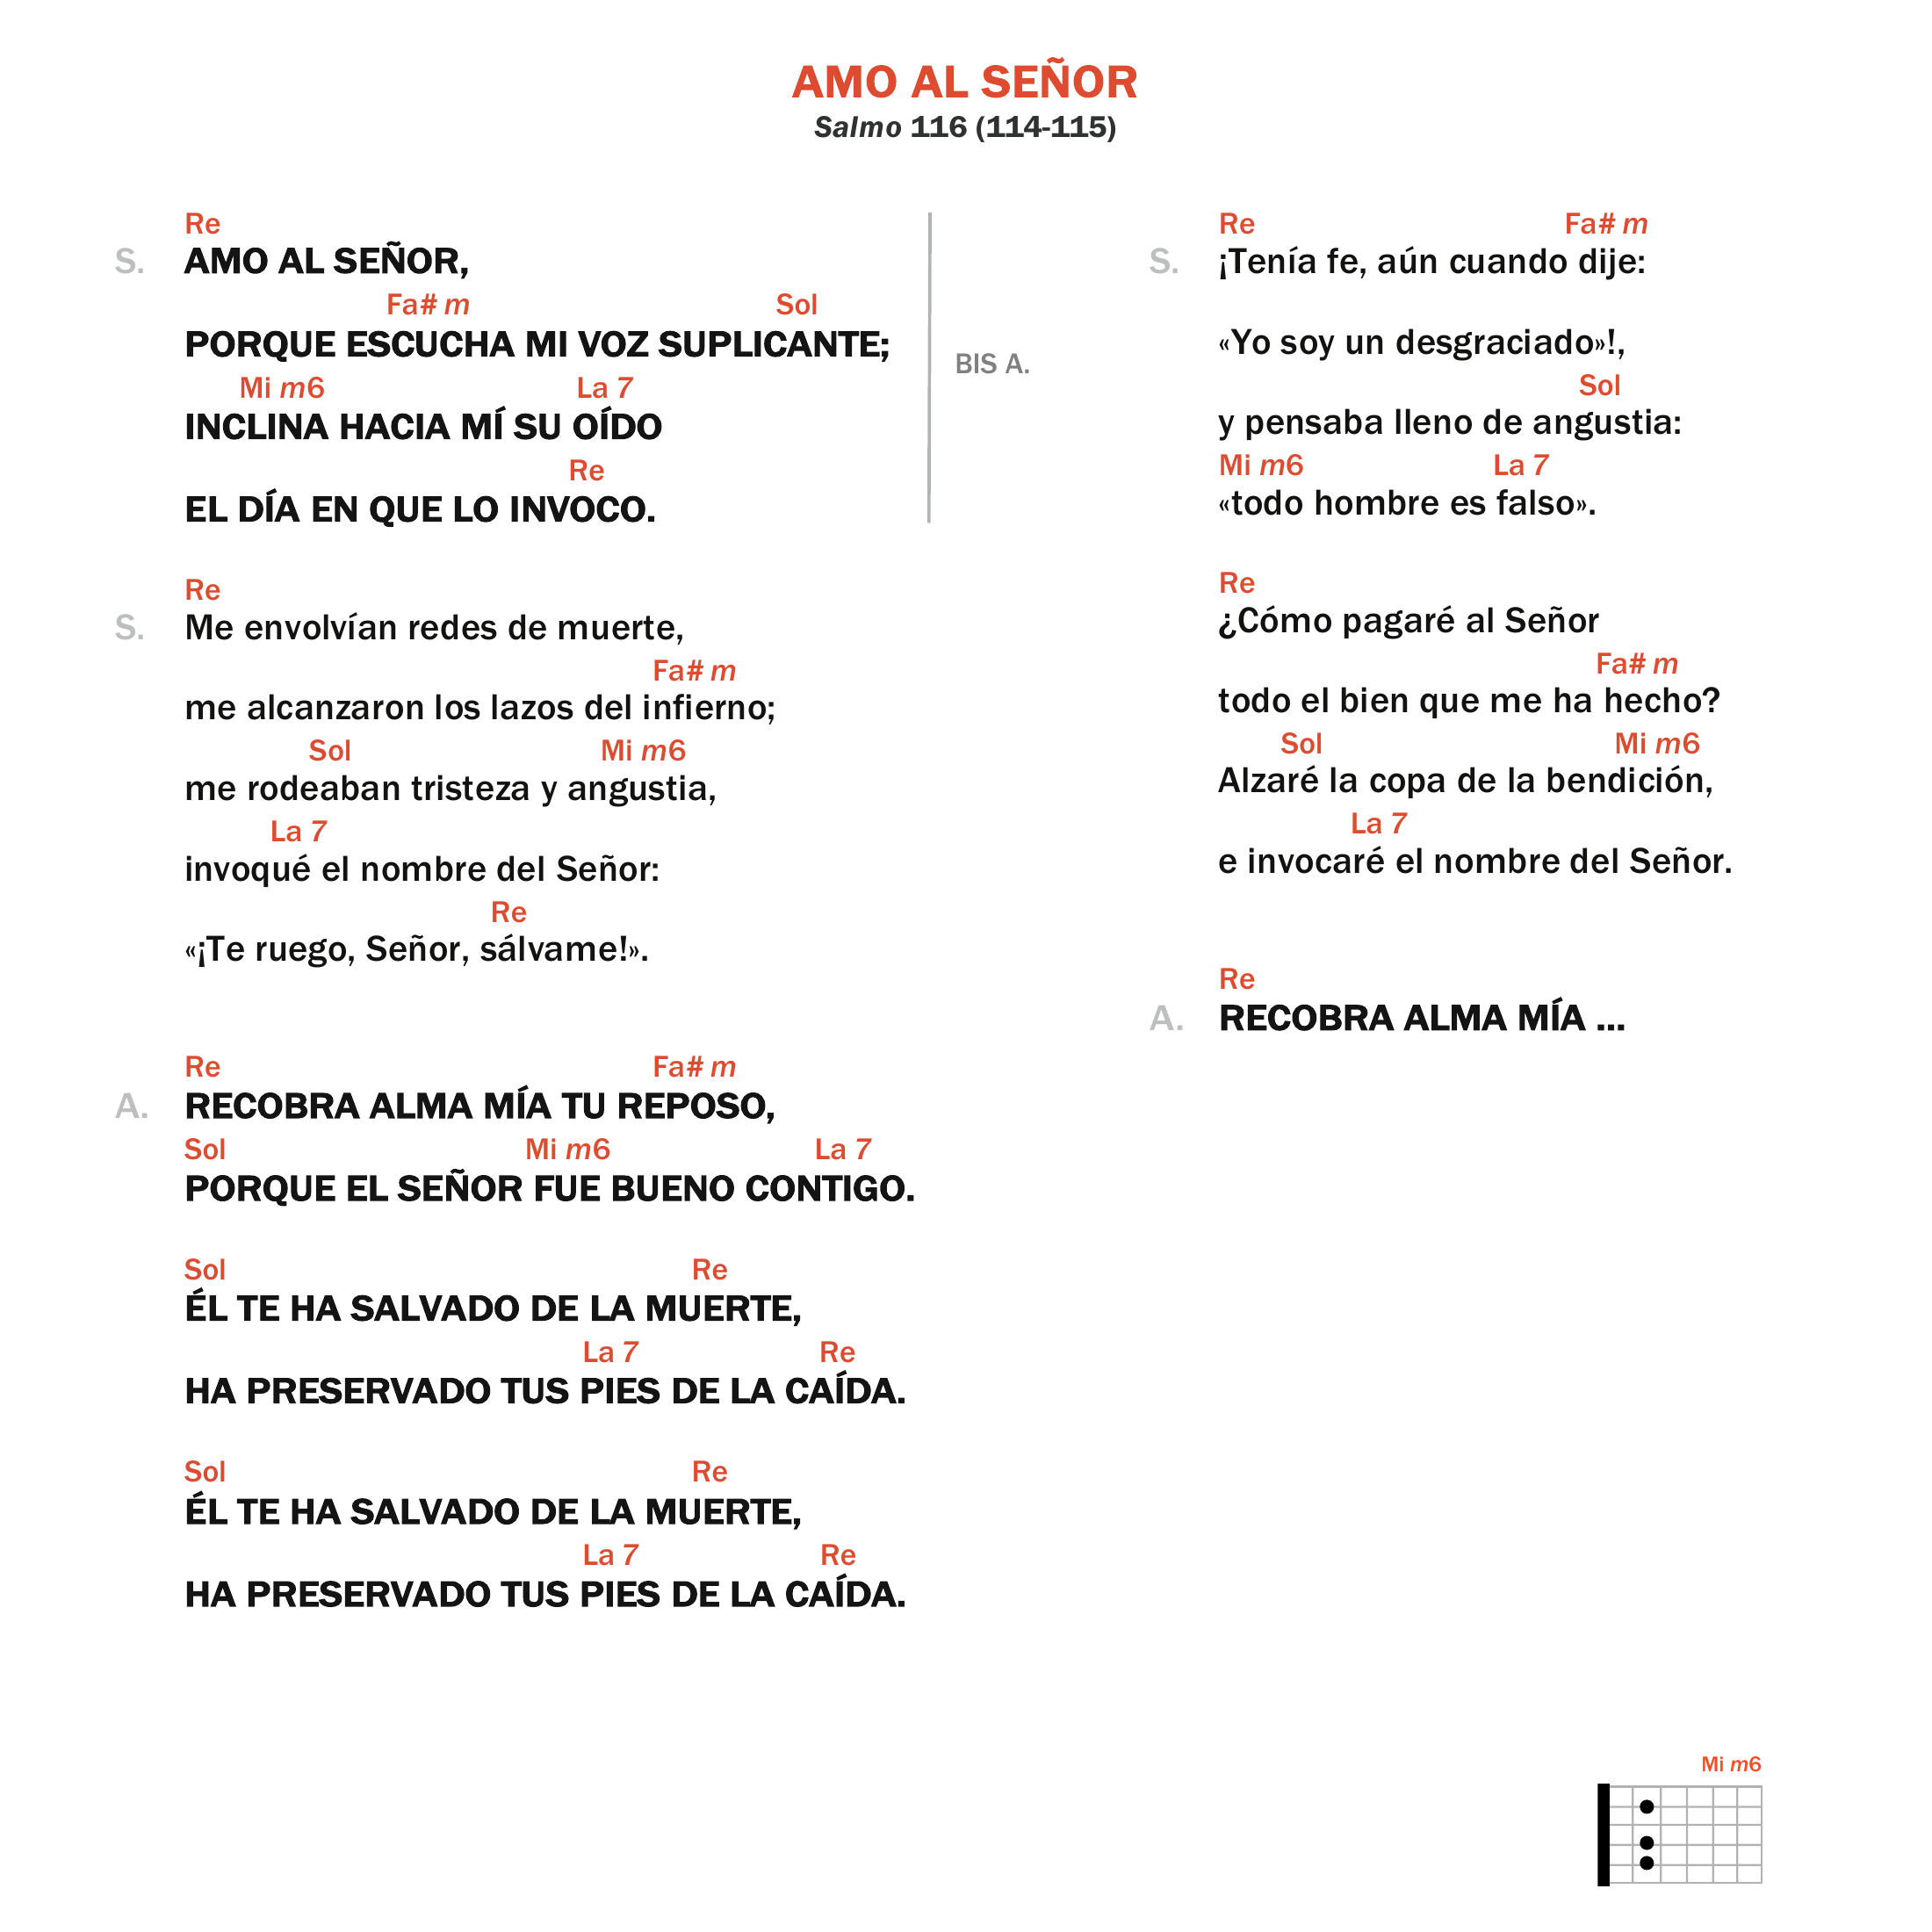 AMO AL SEÑOR
Salmo 116 (114-115)
Re
S. AMO AL SEÑOR,
Fa# m Sol
PORQUE ESCUCHA MI VOZ SUPLICANTE;
Mi m6 La 7
INCLINA HACIA MÍ SU OÍDO
Re
EL DÍA EN QUE LO INVOCO.
BIS A.
Re
S. Me envolvían redes de muerte,
Fa# m
me alcanzaron los lazos del infierno;
Sol Mi m6
me rodeaban tristeza y angustia,
La 7
invoqué el nombre del Señor:
Re
«¡Te ruego, Señor, sálvame!».
Re Fa# m
A. RECOBRA ALMA MÍA TU REPOSO,
Sol Mi m6 La 7
PORQUE EL SEÑOR FUE BUENO CONTIGO.
Sol Re
ÉL TE HA SALVADO DE LA MUERTE,
La 7 Re
HA PRESERVADO TUS PIES DE LA CAÍDA.
Sol Re
ÉL TE HA SALVADO DE LA MUERTE,
La 7 Re
HA PRESERVADO TUS PIES DE LA CAÍDA.
Re Fa# m
S. ¡Tenía fe, aún cuando dije:
«Yo soy un desgraciado»!,
Sol
y pensaba lleno de angustia:
Mi m6 La 7
«todo hombre es falso».
Re
¿Cómo pagaré al Señor
Fa# m
todo el bien que me ha hecho?
Sol Mi m6
Alzaré la copa de la bendición,
La 7
e invocaré el nombre del Señor.
Re
A. RECOBRA ALMA MÍA ...
Mi m6